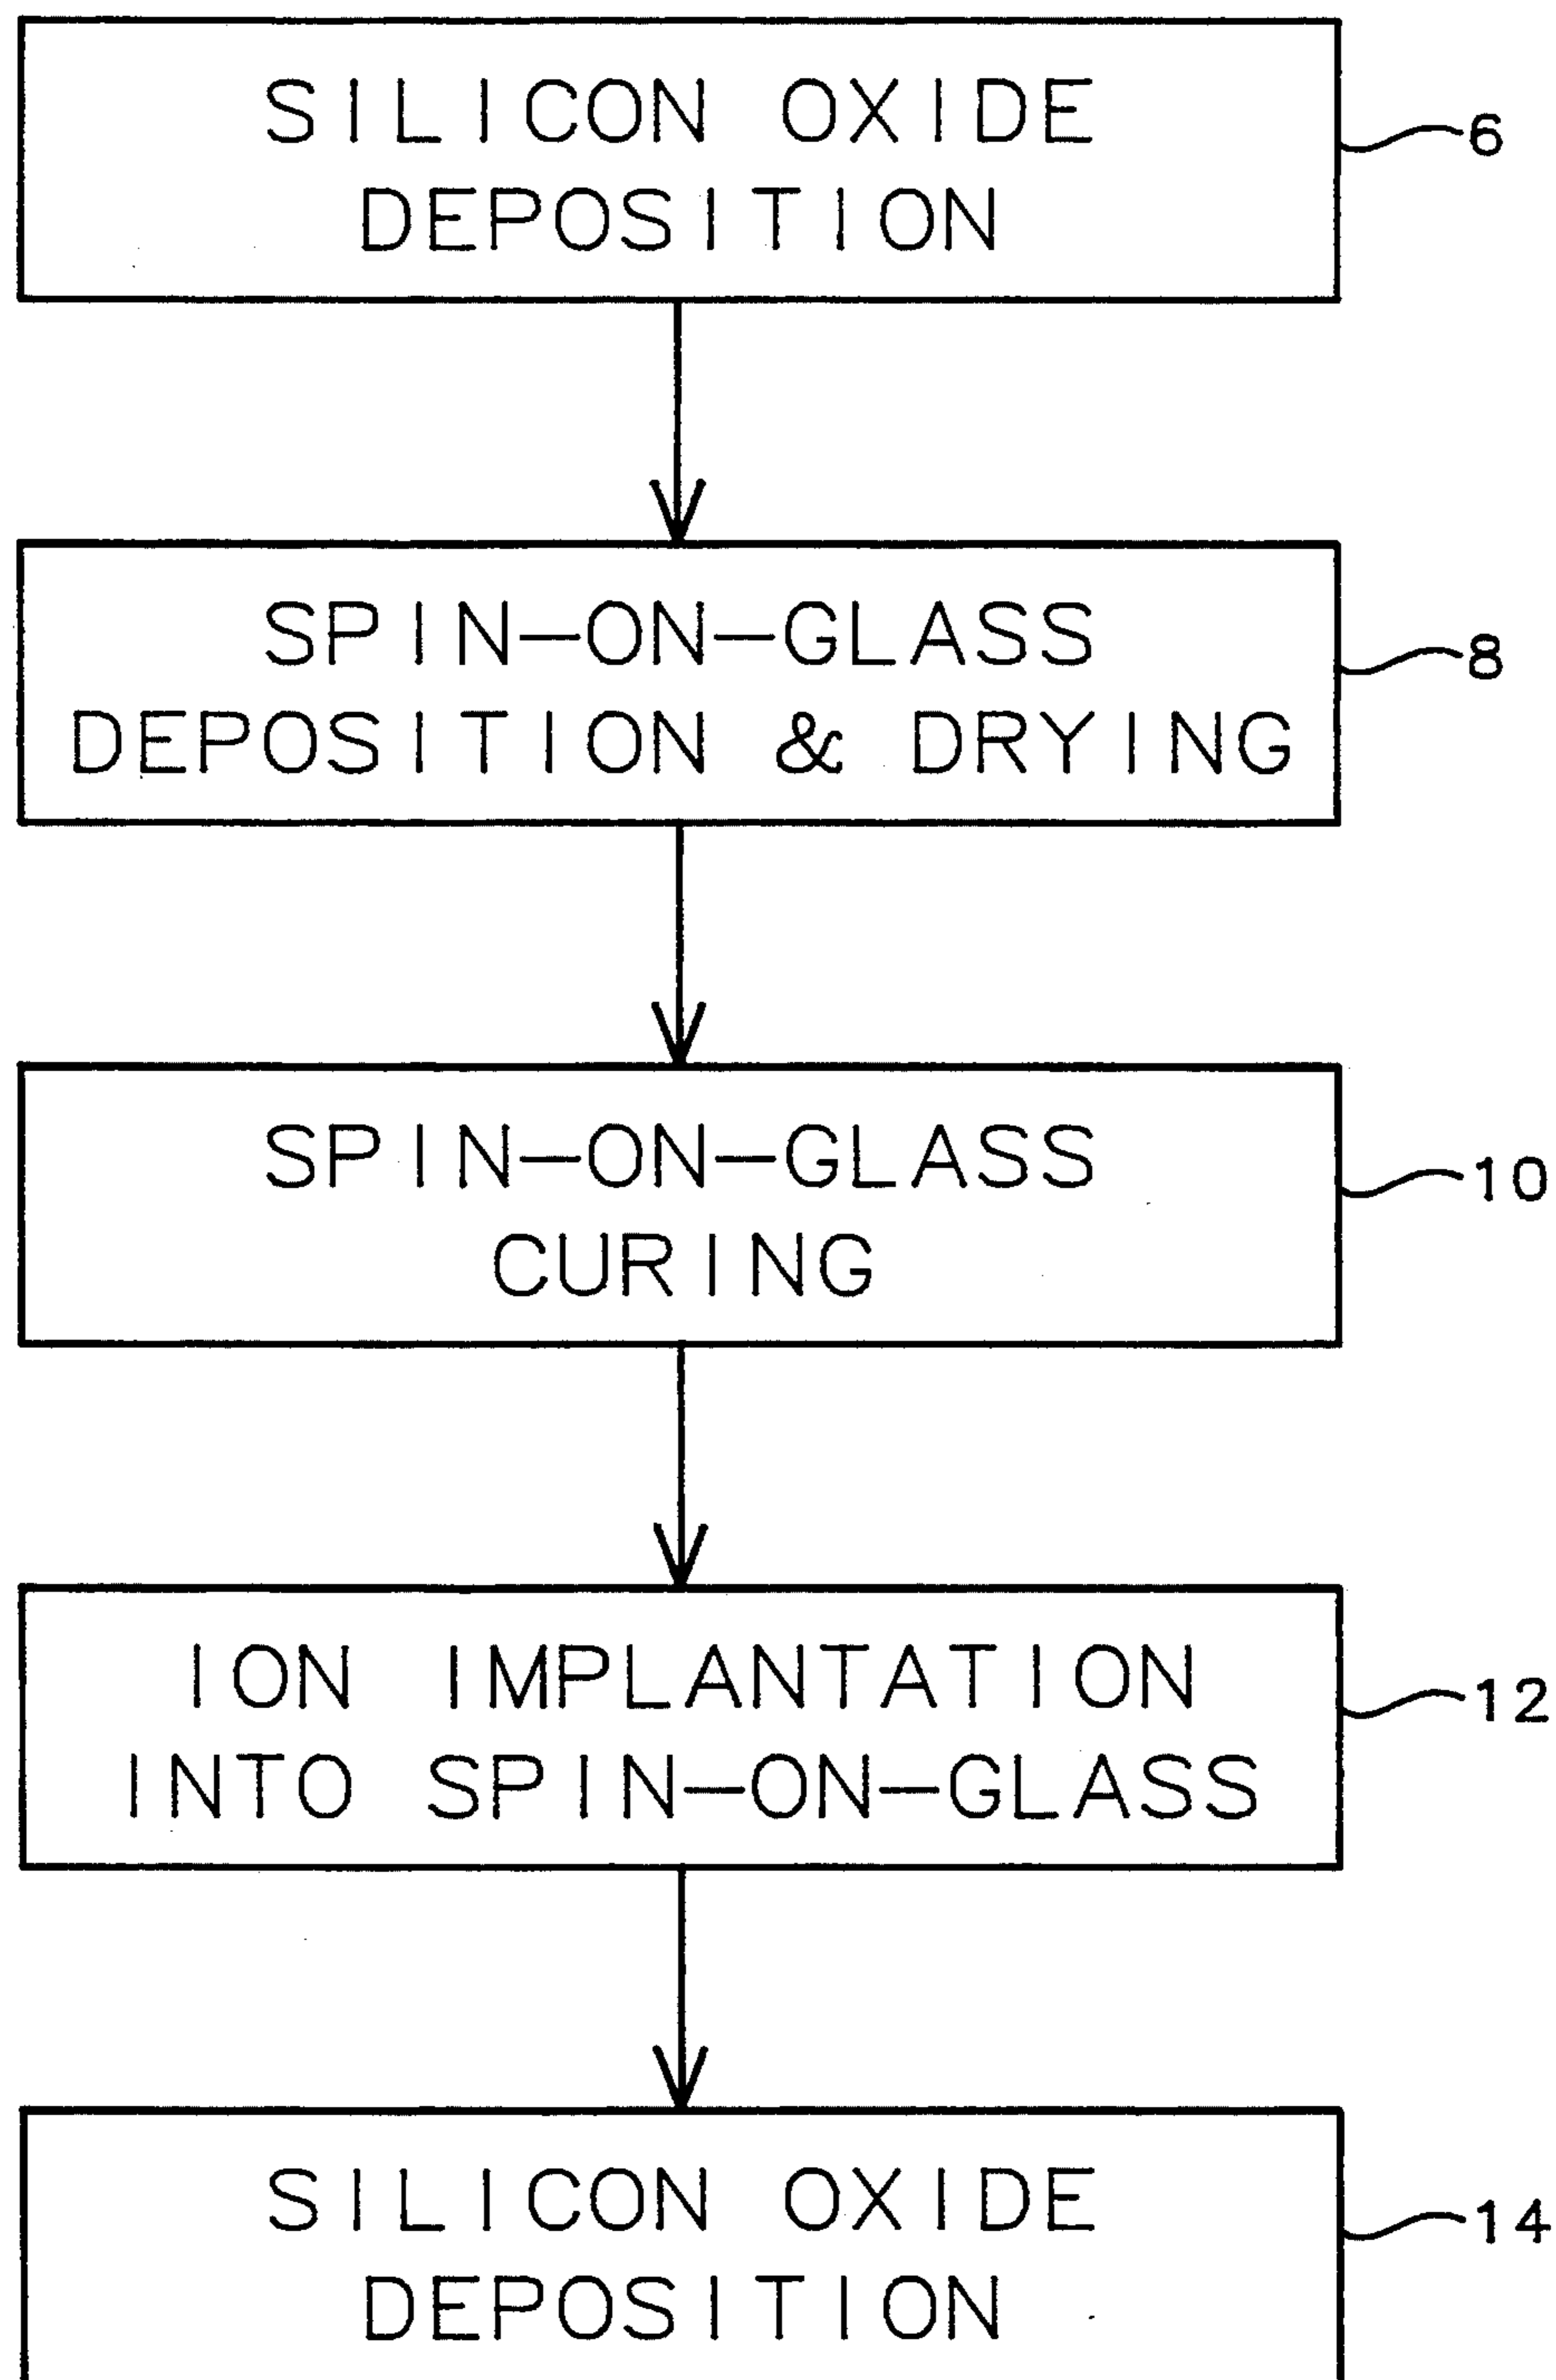 SILICON OXIDE
DEPOSITION
6
SPIN-ON-GLASS
DEPOSITION & DRYING
8
SPIN-ON-GLASS
CURING
10
ION IMPLANTATION
INTO SPIN-ON-GLASS
12
SILICON OXIDE
DEPOSITION
14